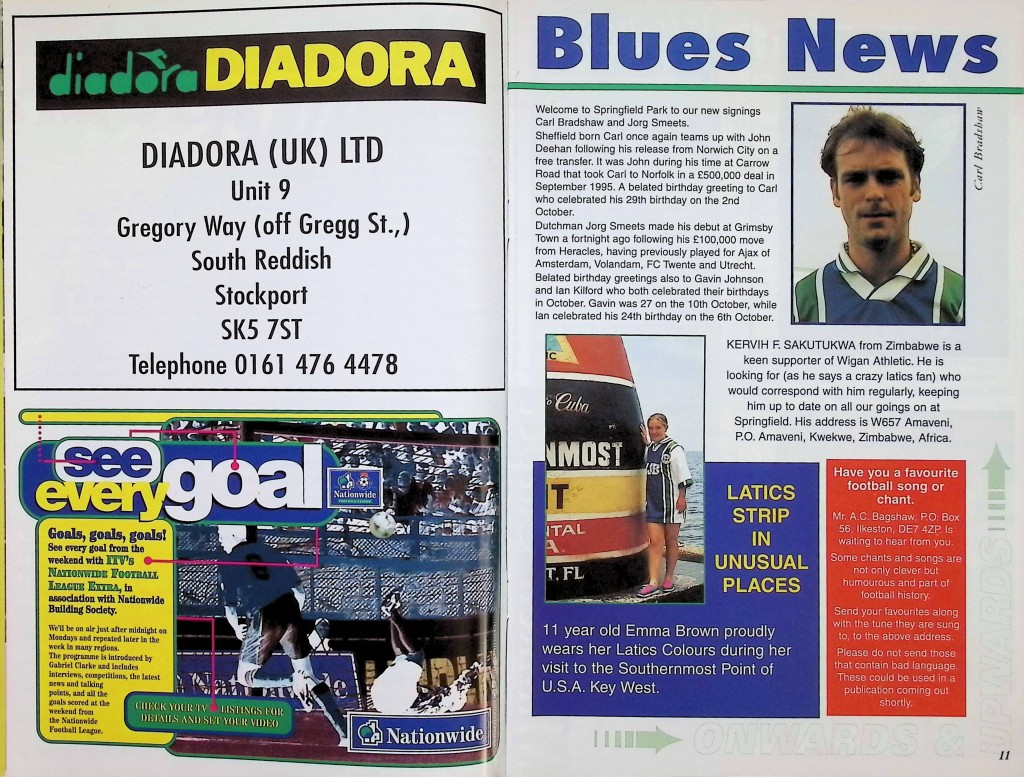 diadora DIADORA
DIADORA (UK) LTD
Unit 9
Gregory Way (off Gregg St.,)
South Reddish
Stockport
SK5 7ST
Telephone 0161 476 4478
see
every goal
Nationwide
Goals, goals, goals!
See every goal from the
weekend with ITV'S
NATIONWIDE FOOTBALL
LEAGUE EXTRA, in
association with Nationwide
Building Society.
We'll be on air just after midnight on
Mondays and repeated later in the
week in many regions.
The programme is introduced by
Gabriel Clarke and includes
interviews, competitions, the latest
news and talking
points, and all the
goals scored at the
weekend from
the Nationwide
Football League.
CHECK YOUR TV LISTINGS FOR
DETAILS AND SET YOUR VIDEO
Nationwide
Nationwide
Blues News
Welcome to Springfield Park to our new signings
Carl Bradshaw and Jorg Smeets.
Sheffield born Carl once again teams up with John
Deehan following his release from Norwich City on a
free transfer. It was John during his time at Carrow
Road that took Carl to Norfolk in a £500,000 deal in
September 1995. A belated birthday greeting to Carl
who celebrated his 29th birthday on the 2nd
October.
Dutchman Jorg Smeets made his debut at Grimsby
Town a fortnight ago following his £100,000 move
from Heracles, having previously played for Ajax of
Amsterdam, Volandam, FC Twente and Utrecht.
Belated birthday greetings also to Gavin Johnson
and Ian Kilford who both celebrated their birthdays
in October. Gavin was 27 on the 10th October, while
Ian celebrated his 24th birthday on the 6th October.
Carl Bradshaw
KERVIH F. SAKUTUKWA from Zimbabwe is a
keen supporter of Wigan Athletic. He is
looking for (as he says a crazy latics fan) who
would correspond with him regularly, keeping
him up to date on all our goings on at
Springfield. His address is W657 Amaveni,
P.O. Amaveni, Kwekwe, Zimbabwe, Africa.
IC
o Cuba
NMOST
NT
NTAL
A.
T. FL
JJB
LATICS
STRIP
IN
UNUSUAL
PLACES
11 year old Emma Brown proudly
wears her Latics Colours during her
visit to the Southernmost Point of
U.S.A. Key West.
Have you a favourite
football song or
chant.
Mr. A.C. Bagshaw, P.O. Box
56, Ilkeston, DE7 4ZP. Is
waiting to hear from you.
Some chants and songs are
not only clever but
humourous and part of
football history.
Send your favourites along
with the tune they are sung
to, to the above address.
Please do not send those
that contain bad language.
These could be used in a
publication coming out
shortly.
ONWARDS &
UPWARDS
11